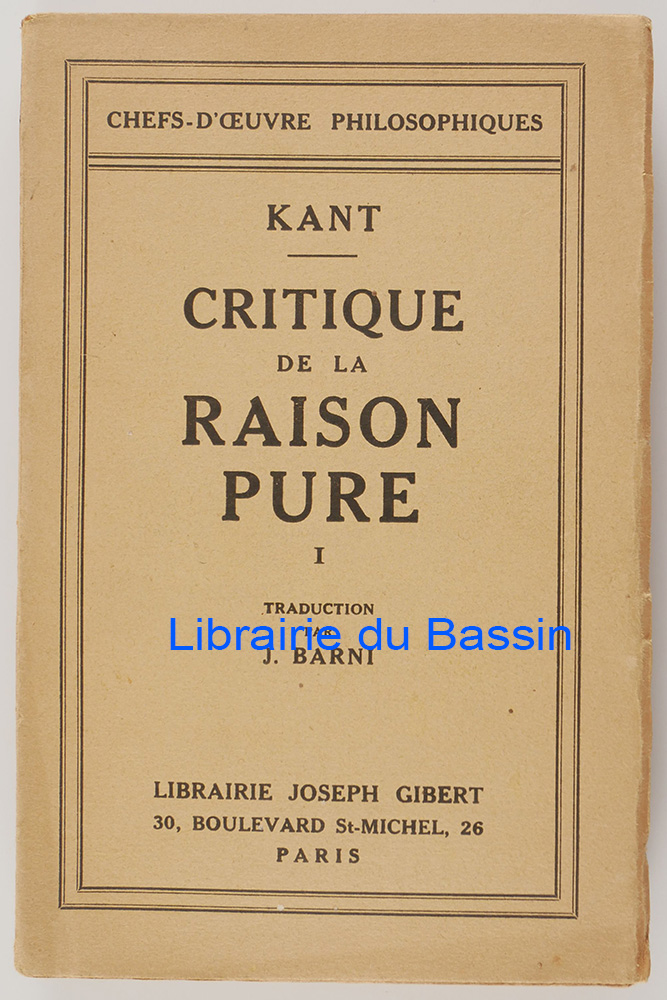 CHEFS-D'ŒUVRE PHILOSOPHIQUES
KANT
CRITIQUE
DE LA
RAISON
PURE
I
TRADUCTION
PAR
Librairie du Bassin
J. BARNI
LIBRAIRIE JOSEPH GIBERT
30, BOULEVARD St-MICHEL, 26
PARIS